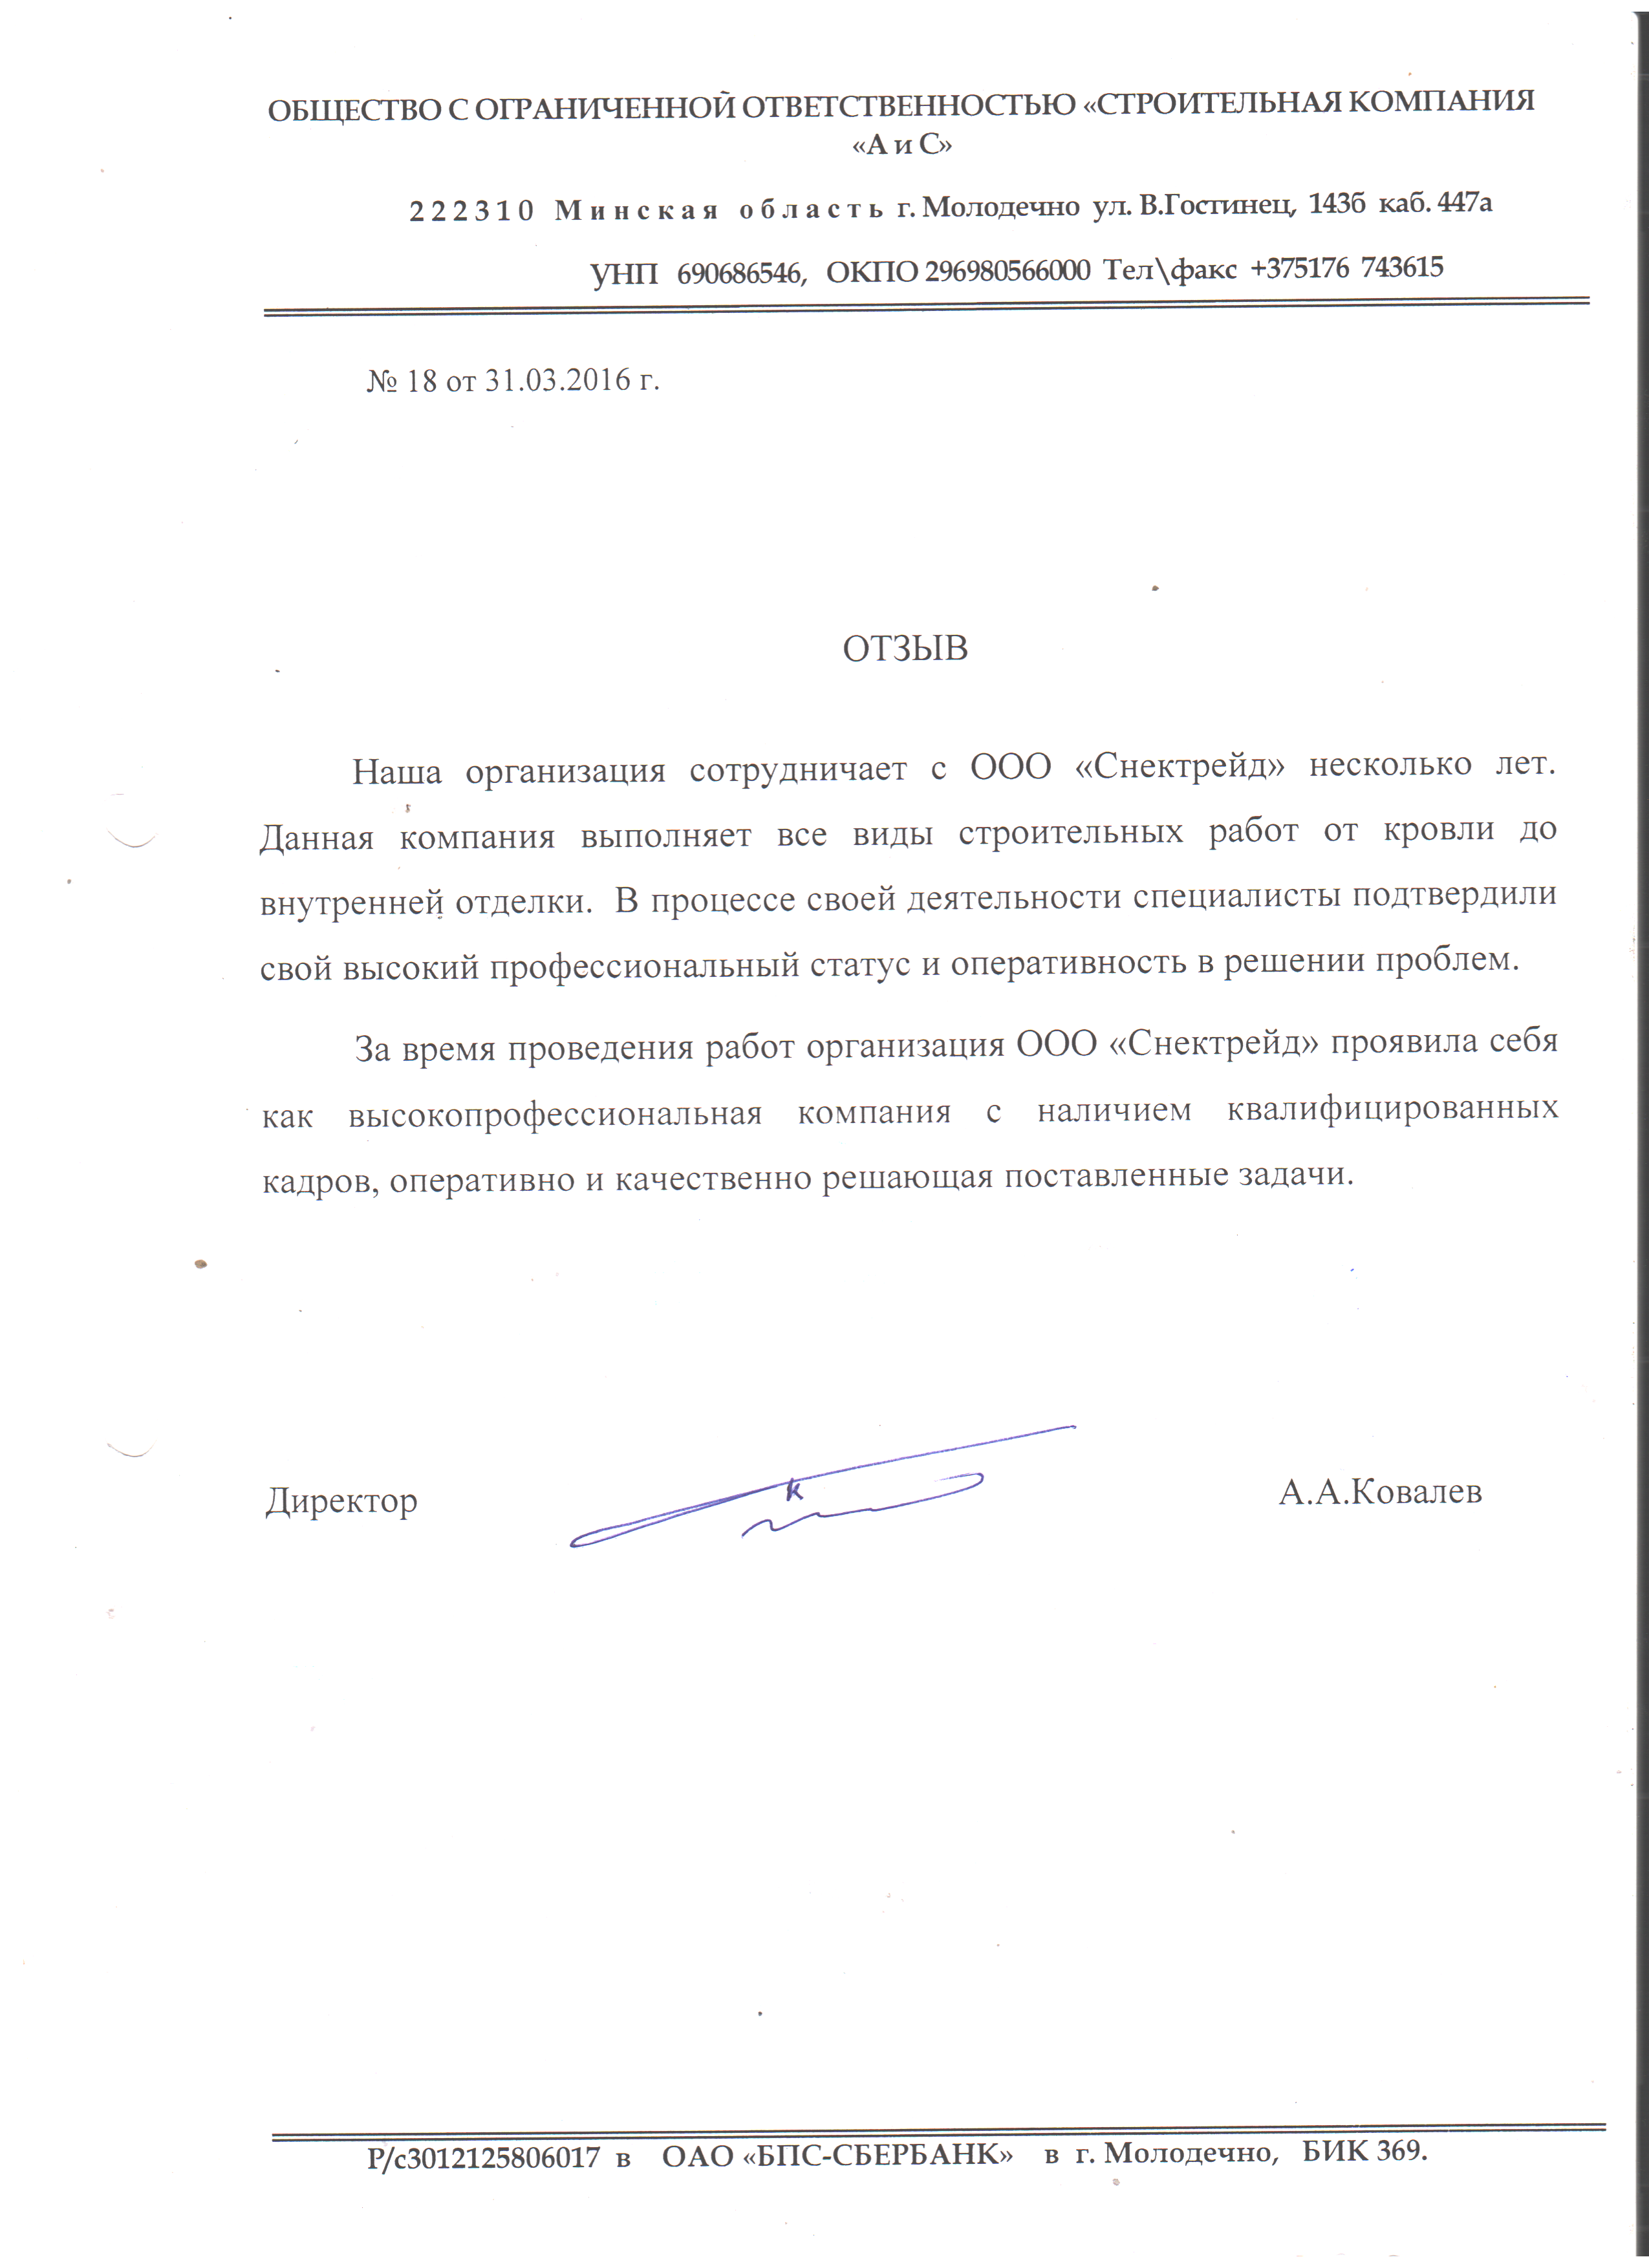 ОБЩЕСТВО С ОГРАНИЧЕННОЙ ОТВЕТСТВЕННОСТЬЮ «СТРОИТЕЛЬНАЯ КОМПАНИЯ
«А и С»
222310 Минская область г. Молодечно ул. В.Гостинец, 143б каб. 447а
УНП 690686546, ОКПО 296980566000 Тел\факс +375176 743615
№ 18 от 31.03.2016 г.
ОТЗЫВ
Наша организация сотрудничает с ООО «Снектрейд» несколько лет.
Данная компания выполняет все виды строительных работ от кровли до
внутренней отделки. В процессе своей деятельности специалисты подтвердили
свой высокий профессиональный статус и оперативность в решении проблем.
За время проведения работ организация ООО «Снектрейд» проявила себя
как высокопрофессиональная компания с наличием квалифицированных
кадров, оперативно и качественно решающая поставленные задачи.
Директор А.А.Ковалев
Р/с3012125806017 в ОАО «БПС-СБЕРБАНК» в г. Молодечно, БИК 369.